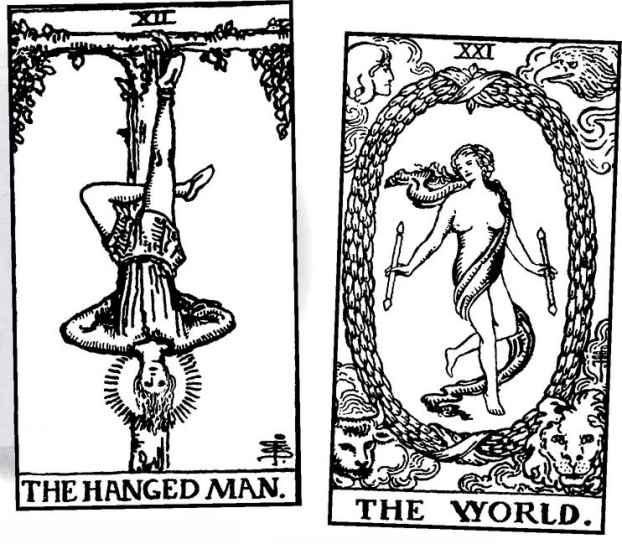 XII
THE HANGED MAN.
XXI
THE WORLD.